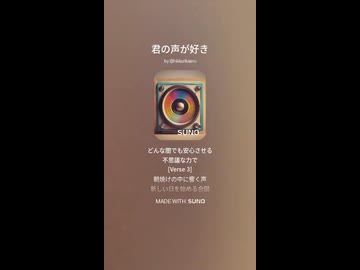 君の声が好き
SUNO
どんな闇でも安心させる
不思議な力で
[Verse 3]
朝焼けの中に響く声
新しい日を始める合図
MADE WITH SUNO